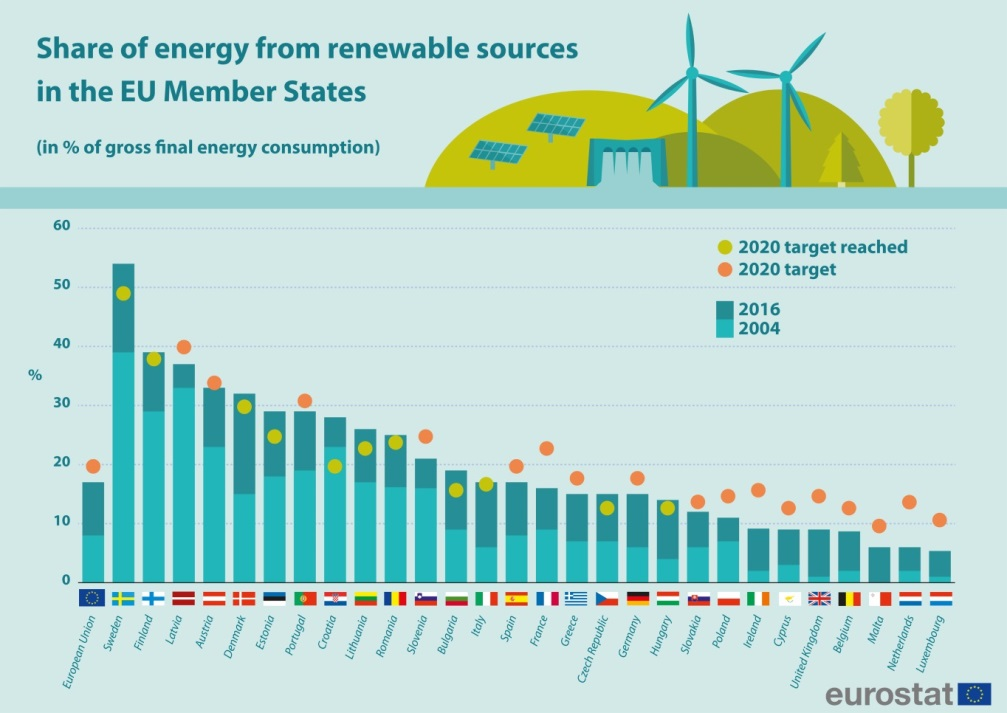 Share of energy from renewable sources
in the EU Member States
(in % of gross final energy consumption)
60
50
40
%
30
20
10
0
2020 target reached
2020 target
2016
2004
European Union
Sweden
Finland
Latvia
Austria
Denmark
Estonia
Portugal
Croatia
Lithuania
Romania
Slovenia
Bulgaria
Italy
Spain
France
Greece
Czech Republic
Germany
Hungary
Slovakia
Poland
Ireland
Cyprus
United Kingdom
Belgium
Malta
Netherlands
Luxembourg
eurostat